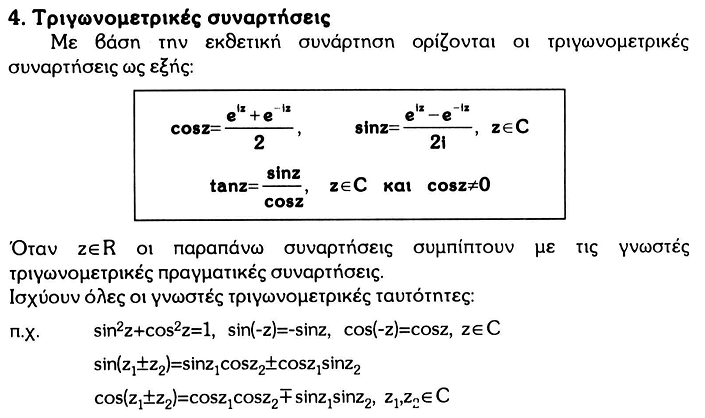 4. Τριγωνομετρικές συναρτήσεις
Με βάση την εκθετική συνάρτηση ορίζονται οι τριγωνομετρικές
συναρτήσεις ως εξής:
cosz=(e^{iz}+e^{-iz})/2, sinz=(e^{iz}-e^{-iz})/2i, z∈C
tanz=sinz/cosz, z∈C και cosz≠0
Όταν z∈R οι παραπάνω συναρτήσεις συμπίπτουν με τις γνωστές
τριγωνομετρικές πραγματικές συναρτήσεις.
Ισχύουν όλες οι γνωστές τριγωνομετρικές ταυτότητες:
π.χ. sin²z+cos²z=1, sin(-z)=-sinz, cos(-z)=cosz, z∈C
sin(z₁±z₂)=sinz₁cosz₂±cosz₁sinz₂
cos(z₁±z₂)=cosz₁cosz₂∓sinz₁sinz₂, z₁,z₂∈C